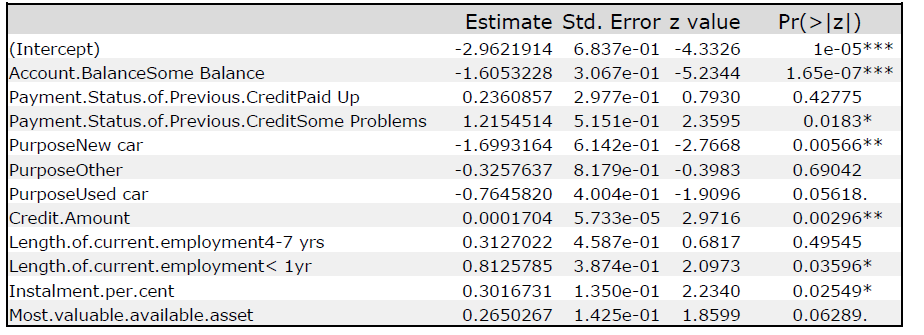 Estimate Std. Error z value Pr(>|z|)
(Intercept) -2.9621914 6.837e-01 -4.3326 1e-05***
Account.BalanceSome Balance -1.6053228 3.067e-01 -5.2344 1.65e-07***
Payment.Status.of.Previous.CreditPaid Up 0.2360857 2.977e-01 0.7930 0.42775
Payment.Status.of.Previous.CreditSome Problems 1.2154514 5.151e-01 2.3595 0.0183*
PurposeNew car -1.6993164 6.142e-01 -2.7668 0.00566**
PurposeOther -0.3257637 8.179e-01 -0.3983 0.69042
PurposeUsed car -0.7645820 4.004e-01 -1.9096 0.05618.
Credit.Amount 0.0001704 5.733e-05 2.9716 0.00296**
Length.of.current.employment4-7 yrs 0.3127022 4.587e-01 0.6817 0.49545
Length.of.current.employment< 1yr 0.8125785 3.874e-01 2.0973 0.03596*
Instalment.per.cent 0.3016731 1.350e-01 2.2340 0.02549*
Most.valuable.available.asset 0.2650267 1.425e-01 1.8599 0.06289.